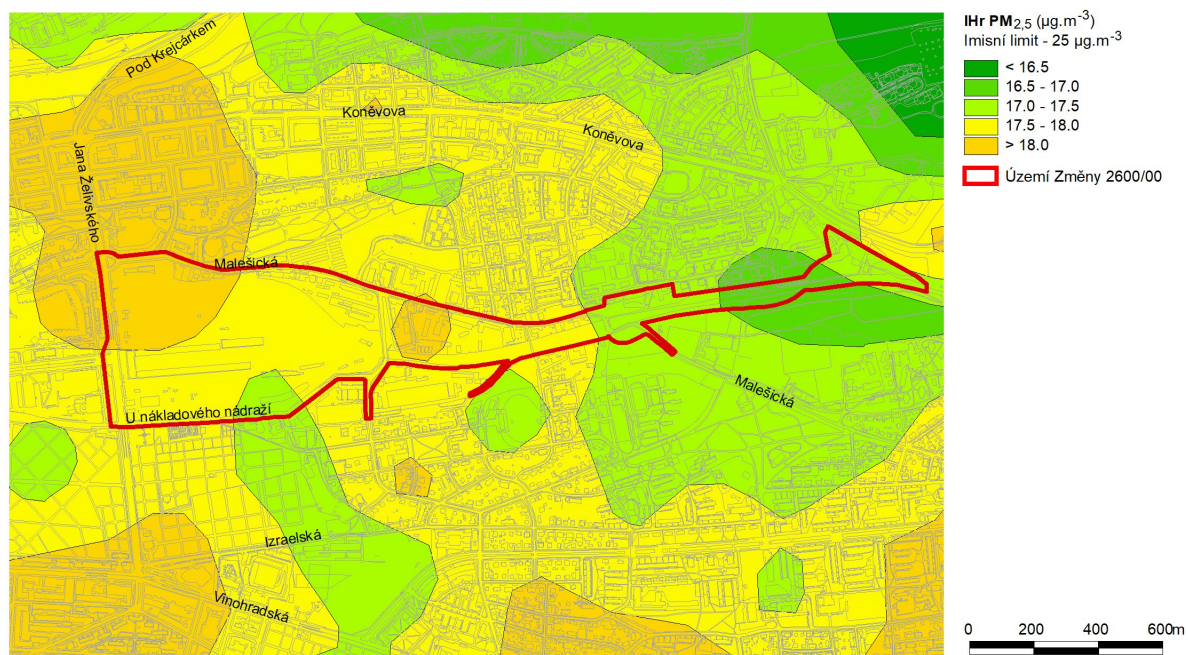 Pod Krejcárkem
Koněvova
Koněvova
Jana Želivského
Malešická
Malešická
U nákladového nádraží
Izraelská
Vinohradská
IHr PM2,5 (µg.m-3)
Imisní limit - 25 µg.m-3
< 16.5
16.5 - 17.0
17.0 - 17.5
17.5 - 18.0
> 18.0
Území Změny 2600/00
0 200 400 600m